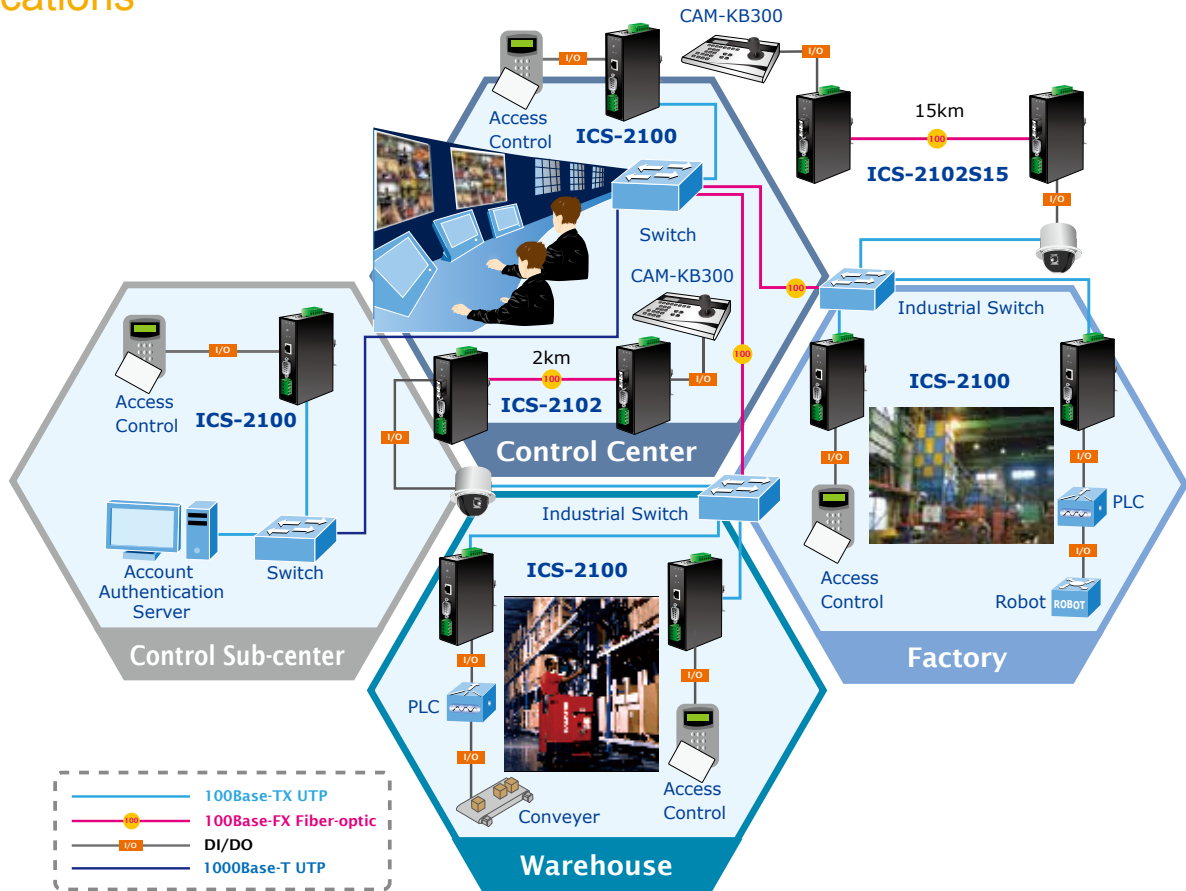 cations
CAM-KB300
I/O
I/O
Access
Control
ICS-2100
15km
100
ICS-2102S15
I/O
Switch
CAM-KB300
100
Industrial Switch
I/O
Access
Control
ICS-2100
2km
100
I/O
ICS-2102
100
I/O
Control Center
ICS-2100
I/O
I/O
Access
Control
PLC
I/O
Robot
ROBOT
Factory
Account
Authentication
Server
Switch
Control Sub-center
Industrial Switch
ICS-2100
I/O
I/O
PLC
I/O
Conveyer
Access
Control
Warehouse
100Base-TX UTP
100
100Base-FX Fiber-optic
I/O
DI/DO
1000Base-T UTP